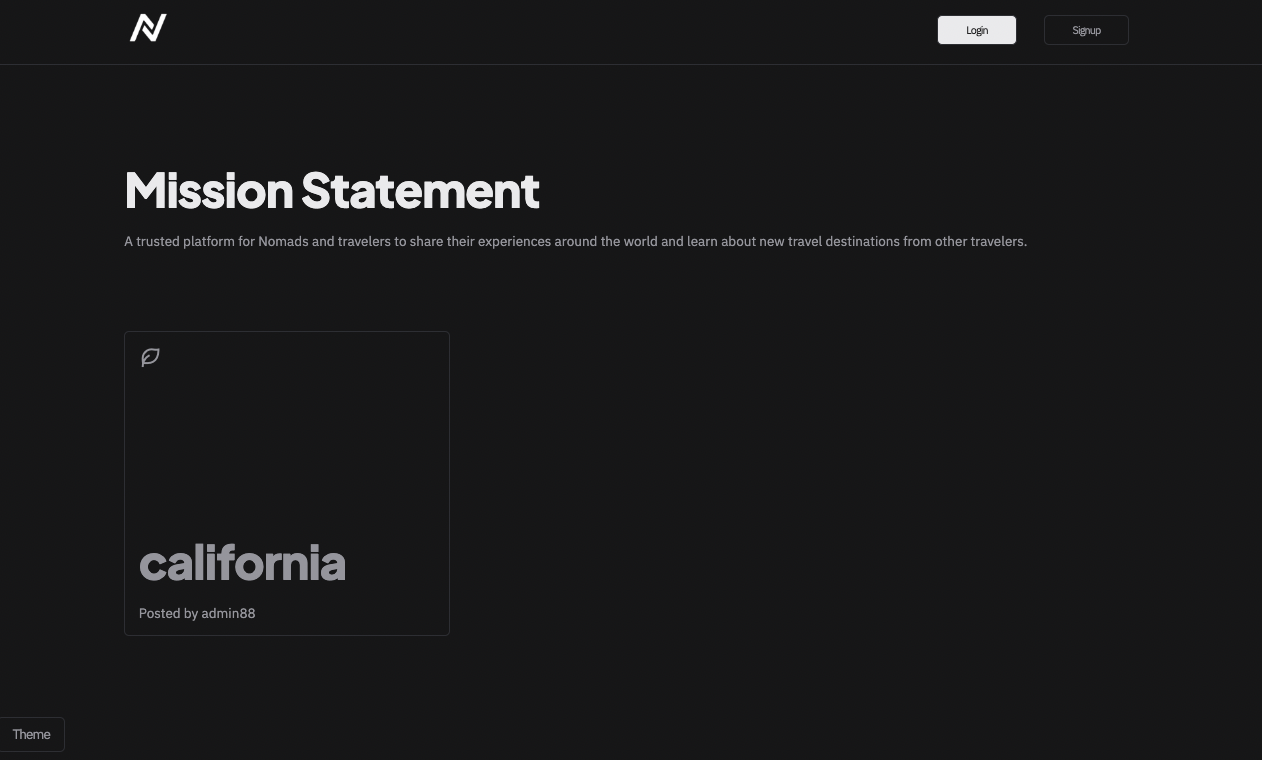 Login
Signup
Mission Statement
A trusted platform for Nomads and travelers to share their experiences around the world and learn about new travel destinations from other travelers.
california
Posted by admin88
Theme